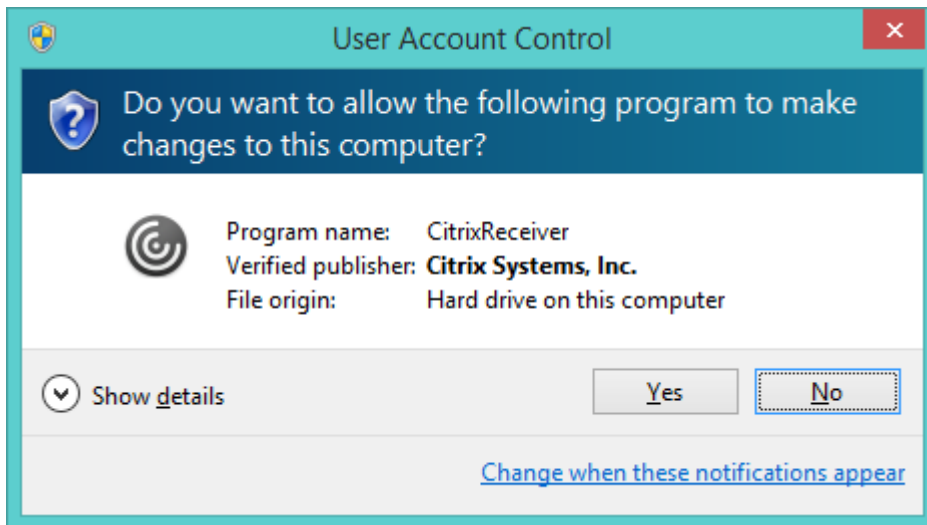 User Account Control
Do you want to allow the following program to make
changes to this computer?
Program name: CitrixReceiver
Verified publisher: Citrix Systems, Inc.
File origin: Hard drive on this computer
Show details
Yes
No
Change when these notifications appear